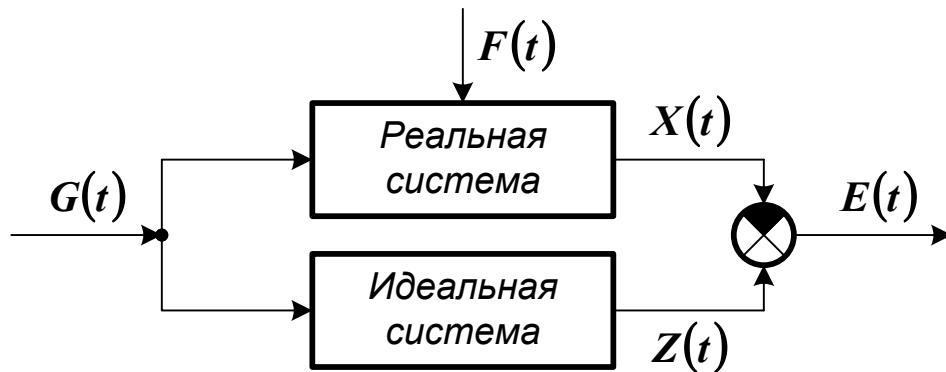 F(t)
Реальная
система
X(t)
G(t)
E(t)
Идеальная
система
Z(t)